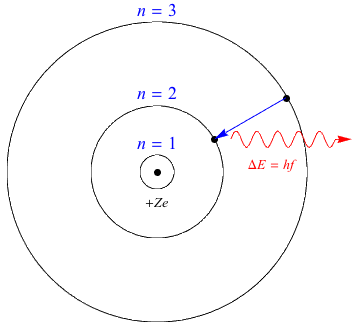 n = 3
n = 2
n = 1
+Ze
ΔE = hf